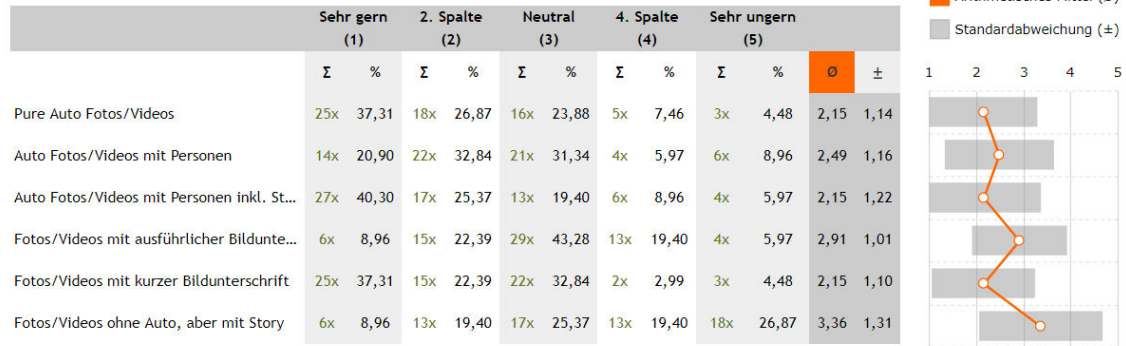 Sehr gern 2. Spalte Neutral 4. Spalte Sehr ungern
(1) (2) (3) (4) (5)
Standardabweichung (±)
Σ % Σ % Σ % Σ % Σ % Ø ±
1 2 3 4 5
Pure Auto Fotos/Videos 25x 37,31 18x 26,87 16x 23,88 5x 7,46 3x 4,48 2,15 1,14
Auto Fotos/Videos mit Personen 14x 20,90 22x 32,84 21x 31,34 4x 5,97 6x 8,96 2,49 1,16
Auto Fotos/Videos mit Personen inkl. St... 27x 40,30 17x 25,37 13x 19,40 6x 8,96 4x 5,97 2,15 1,22
Fotos/Videos mit ausführlicher Bildunte... 6x 8,96 15x 22,39 29x 43,28 13x 19,40 4x 5,97 2,91 1,01
Fotos/Videos mit kurzer Bildunterschrift 25x 37,31 15x 22,39 22x 32,84 2x 2,99 3x 4,48 2,15 1,10
Fotos/Videos ohne Auto, aber mit Story 6x 8,96 13x 19,40 17x 25,37 13x 19,40 18x 26,87 3,36 1,31